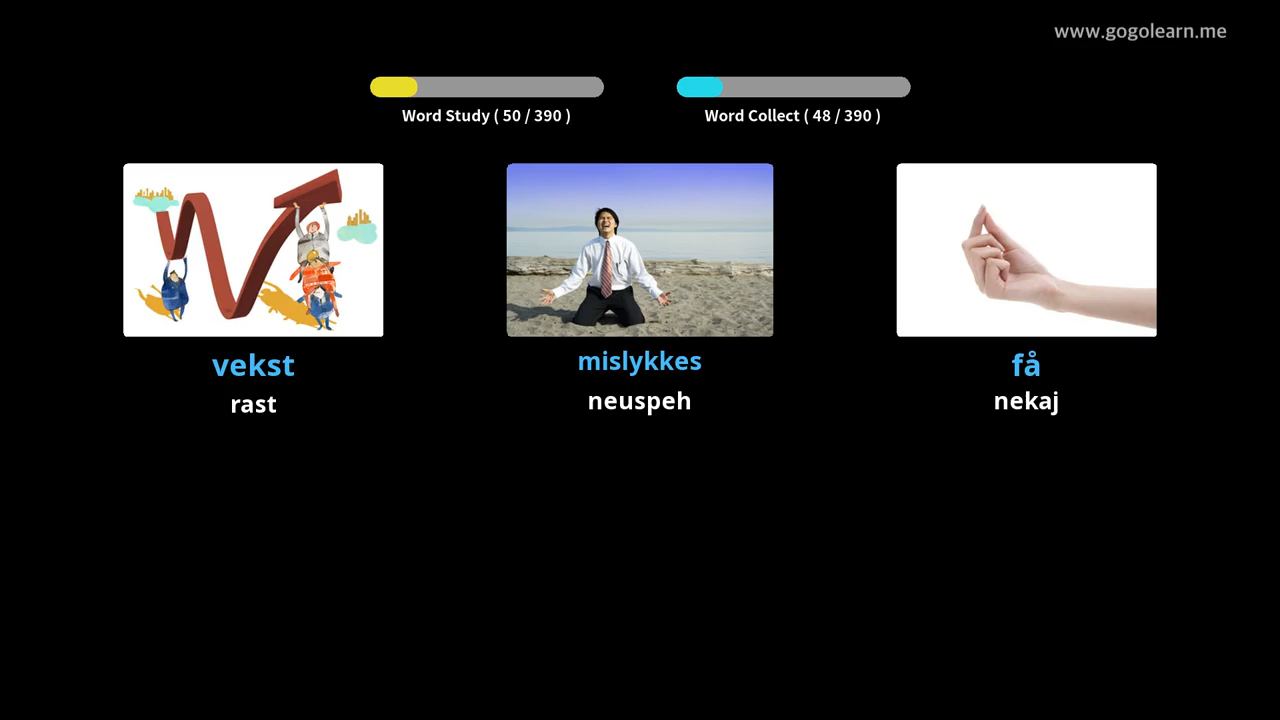 www.gogolearn.me
Word Study ( 50 / 390 )
Word Collect ( 48 / 390 )
vekst
rast
mislykkes
neuspeh
få
nekaj